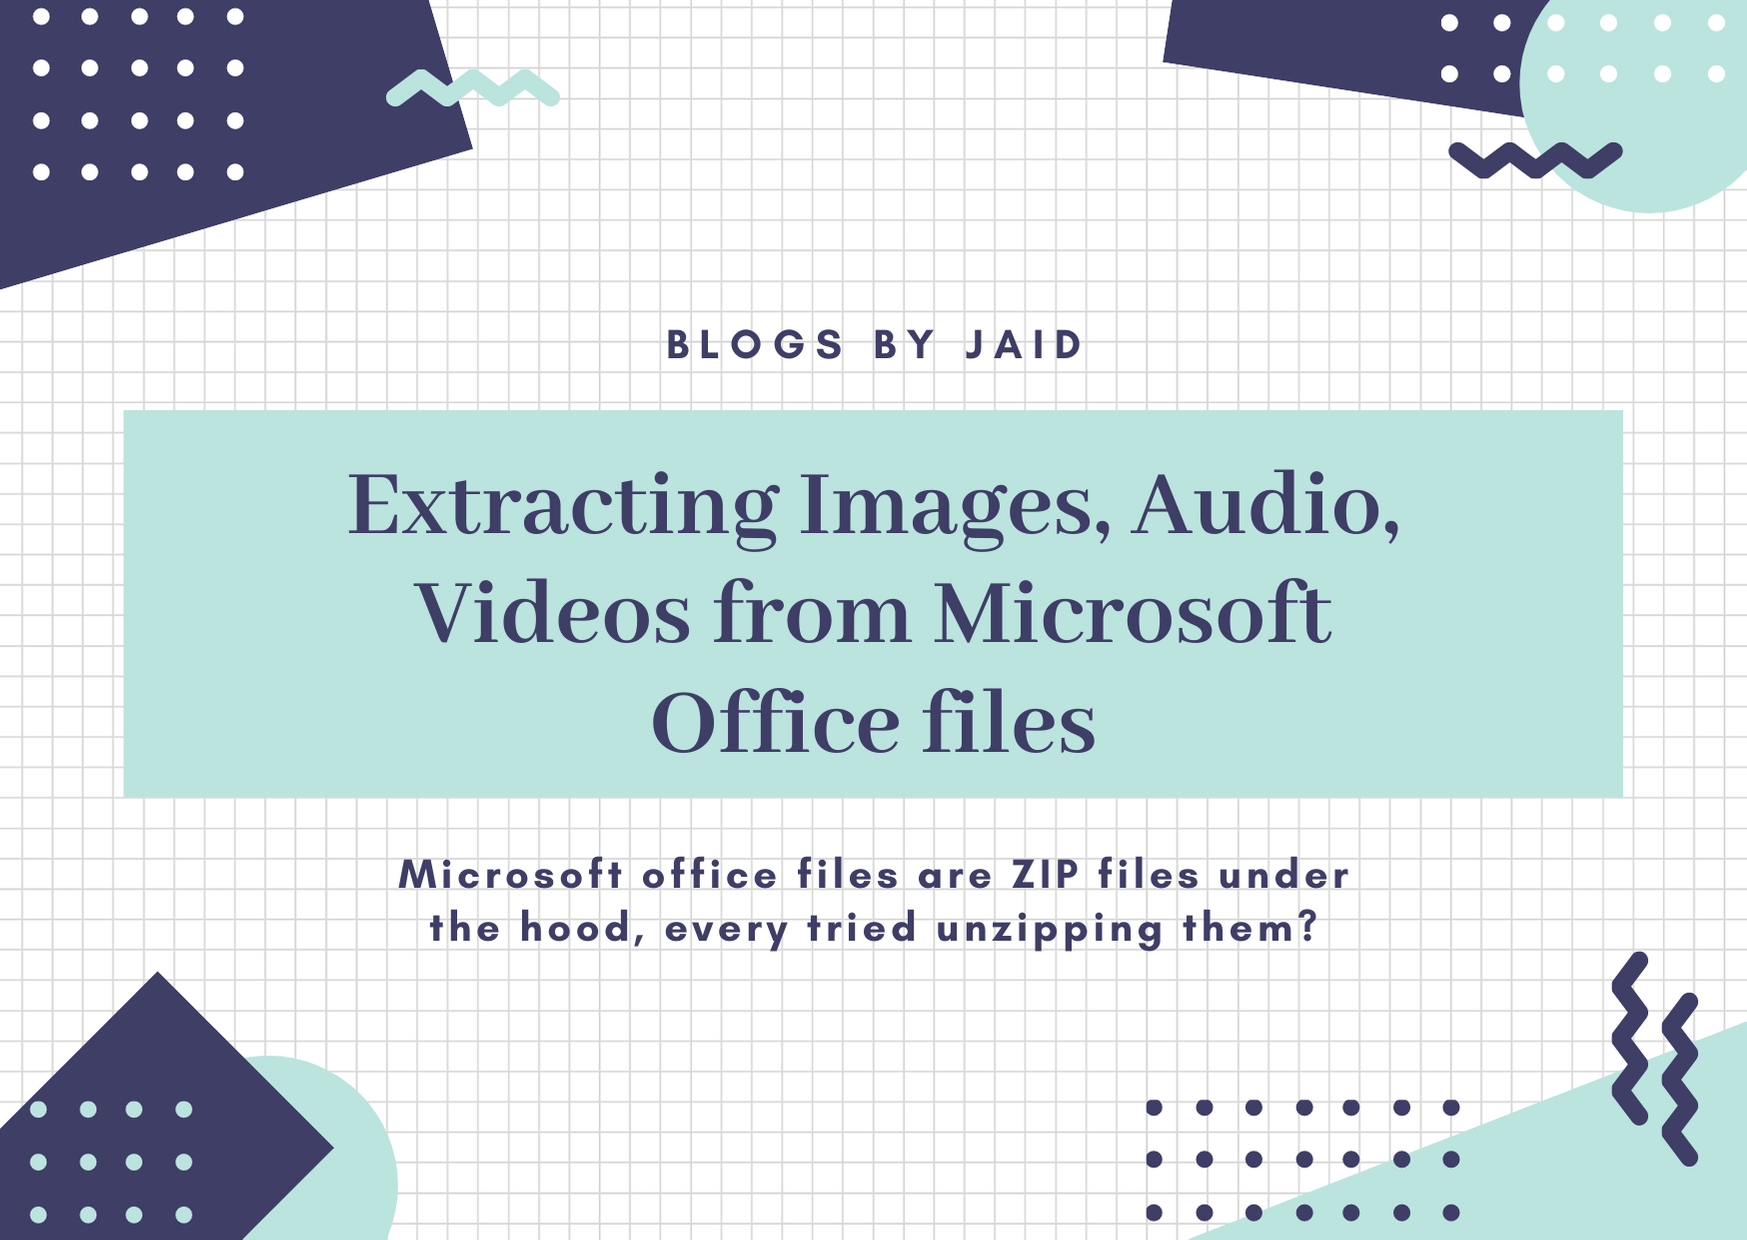 BLOGS BY JAID
Extracting Images, Audio,
Videos from Microsoft
Office files
Microsoft office files are ZIP files under
the hood, every tried unzipping them?